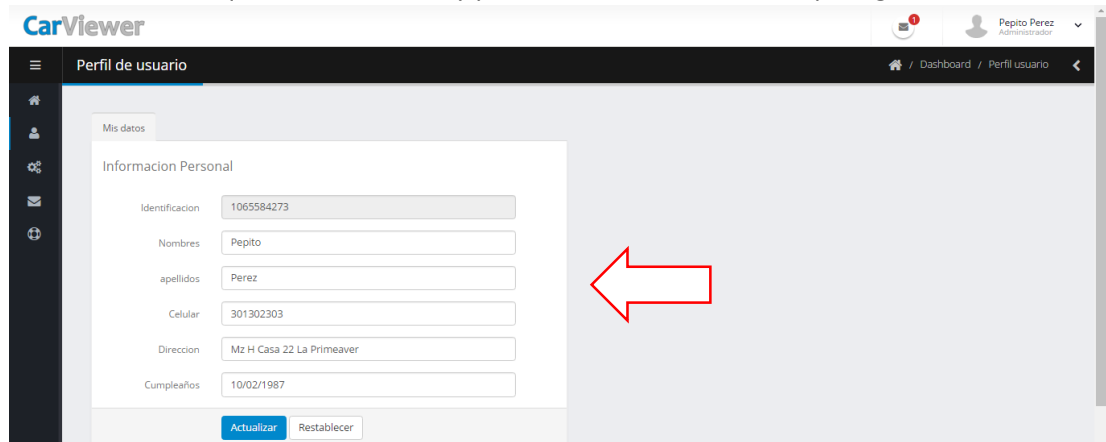 CarViewer
1
Pepito Perez
Administrador
Perfil de usuario
/ Dashboard / Perfil usuario
Mis datos
Informacion Personal
Identificacion 1065584273
Nombres Pepito
apellidos Perez
Celular 301302303
Direccion Mz H Casa 22 La Primeaver
Cumpleaños 10/02/1987
Actualizar Restablecer